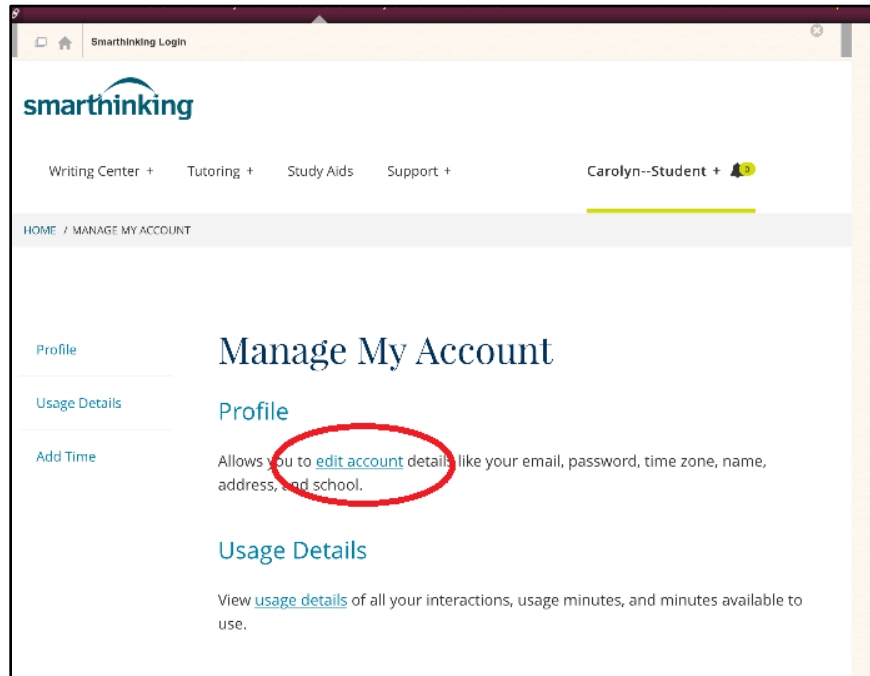 Smarthinking Login
smarthinking
Writing Center + Tutoring + Study Aids Support + Carolyn--Student + 0
HOME / MANAGE MY ACCOUNT
Profile
Usage Details
Add Time
Manage My Account
Profile
Allows you to edit account details like your email, password, time zone, name,
address, and school.
Usage Details
View usage details of all your interactions, usage minutes, and minutes available to
use.